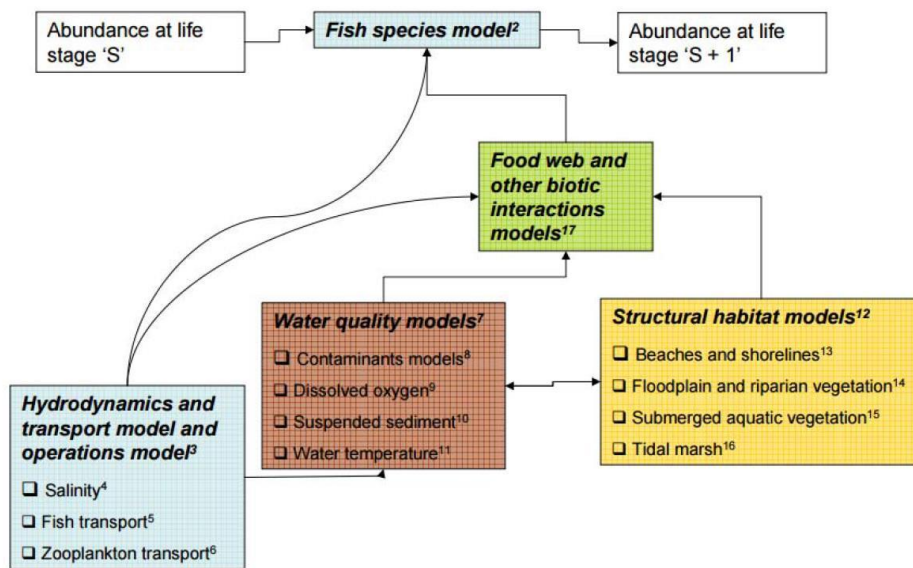 Abundance at life
stage ‘S’
Fish species model²
Abundance at life
stage ‘S + 1’
Food web and
other biotic
interactions
models¹⁷
Water quality models⁷
❑ Contaminants models⁸
❑ Dissolved oxygen⁹
❑ Suspended sediment¹⁰
❑ Water temperature¹¹
Structural habitat models¹²
❑ Beaches and shorelines¹³
❑ Floodplain and riparian vegetation¹⁴
❑ Submerged aquatic vegetation¹⁵
❑ Tidal marsh¹⁶
Hydrodynamics and
transport model and
operations model³
❑ Salinity⁴
❑ Fish transport⁵
❑ Zooplankton transport⁶